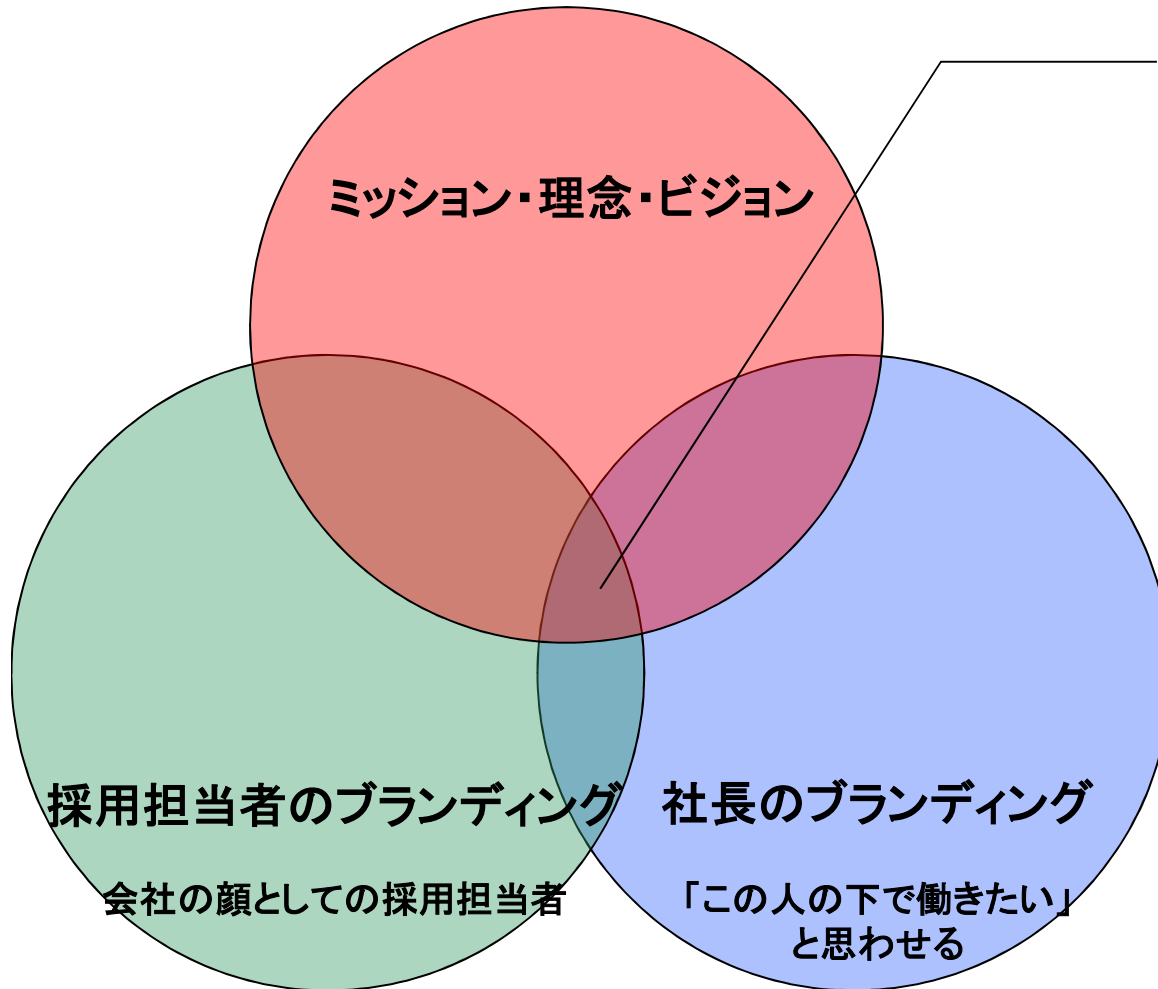 ミッション・理念・ビジョン
採用担当者のブランディング
会社の顔としての採用担当者
社長のブランディング
「この人の下で働きたい」
と思わせる